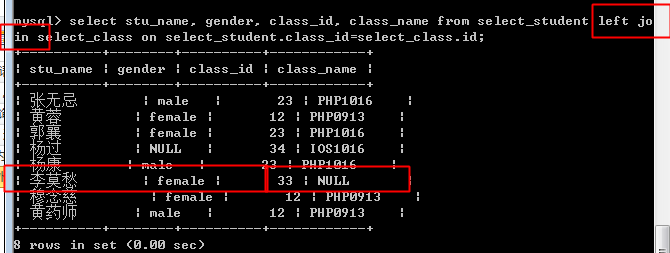 mysql> select stu_name, gender, class_id, class_name from select_student left jo
in select_class on select_student.class_id=select_class.id;
+-----------+--------+----------+------------+
| stu_name | gender | class_id | class_name |
+-----------+--------+----------+------------+
| 张无忌 | male | 23 | PHP1016 |
| 黄蓉 | female | 12 | PHP0913 |
| 郭襄 | female | 23 | PHP1016 |
| 杨过 | NULL | 34 | IOS1016 |
| 杨康 | male | 23 | PHP1016 |
| 李莫愁 | female | 33 | NULL |
| 穆念慈 | female | 12 | PHP0913 |
| 黄药师 | male | 12 | PHP0913 |
+-----------+--------+----------+------------+
8 rows in set (0.00 sec)